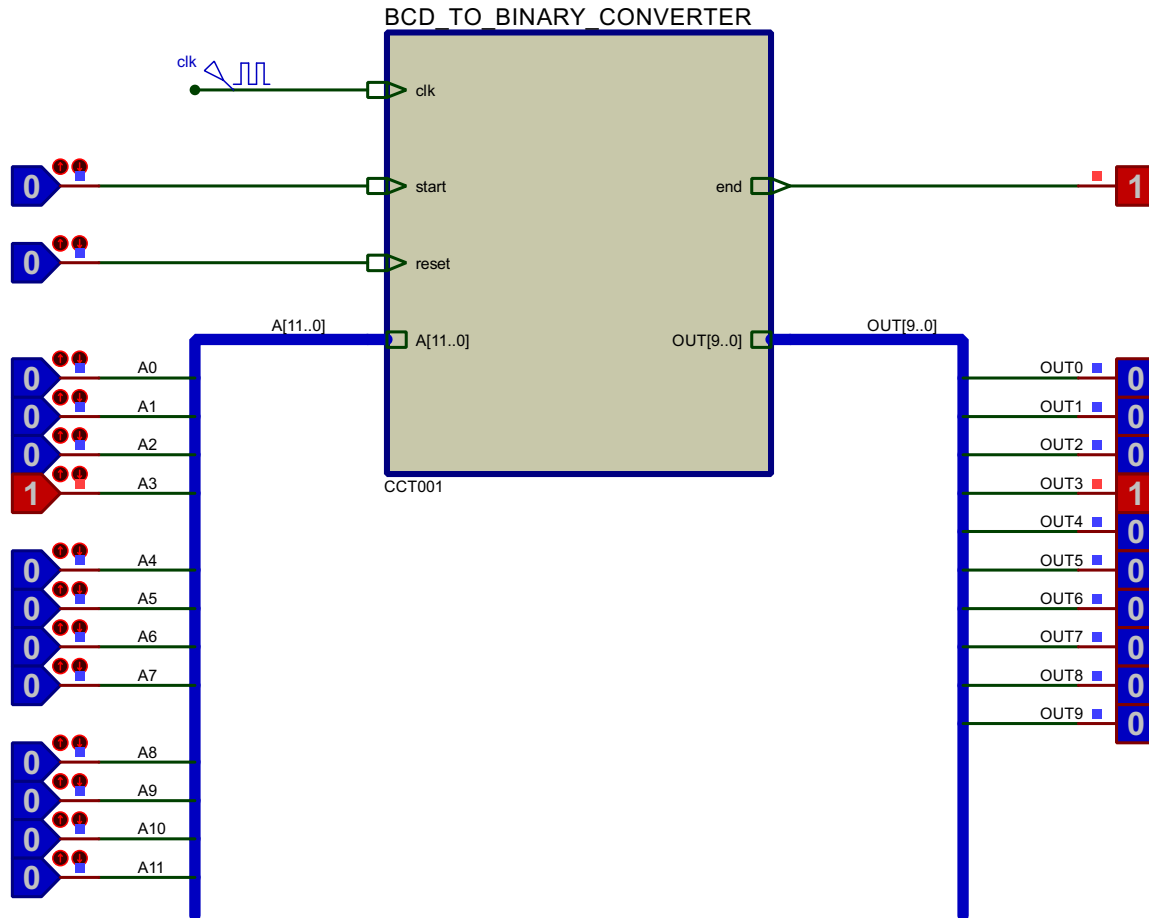 BCD_TO_BINARY_CONVERTER
clk
clk
0
start
end
1
0
reset
A[11..0]
OUT[9..0]
A[11..0]
OUT[9..0]
0
A0
OUT0
0
0
A1
OUT1
0
0
A2
OUT2
0
1
A3
OUT3
1
CCT001
OUT4
0
0
A4
OUT5
0
0
A5
OUT6
0
0
A6
OUT7
0
0
A7
OUT8
0
OUT9
0
0
A8
0
A9
0
A10
0
A11